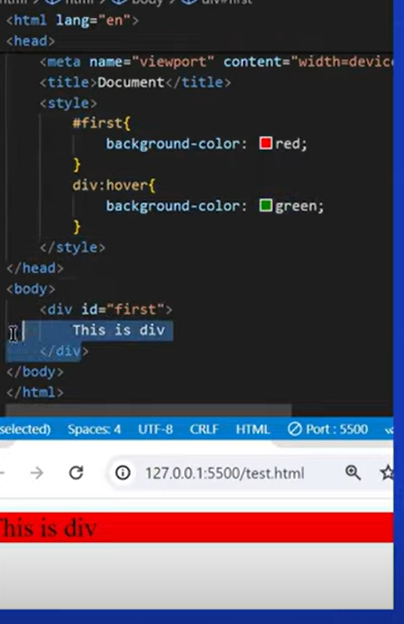 <html lang="en">
<head>
<meta name="viewport" content="width=device
<title>Document</title>
<style>
#first{
background-color: red;
}
div:hover{
background-color: green;
}
</style>
</head>
<body>
<div id="first">
This is div
</div>
</body>
</html>
selected) Spaces: 4 UTF-8 CRLF HTML Port : 5500
127.0.0.1:5500/test.html
This is div